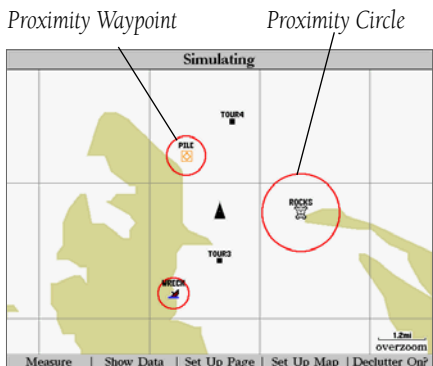 Proximity Waypoint
Proximity Circle
Simulating
TOUR4
PILE
ROCKS
TOUR3
WRECK
1.2mi
overzoom
Measure | Show Data | Set Up Page | Set Up Map | Declutter On?